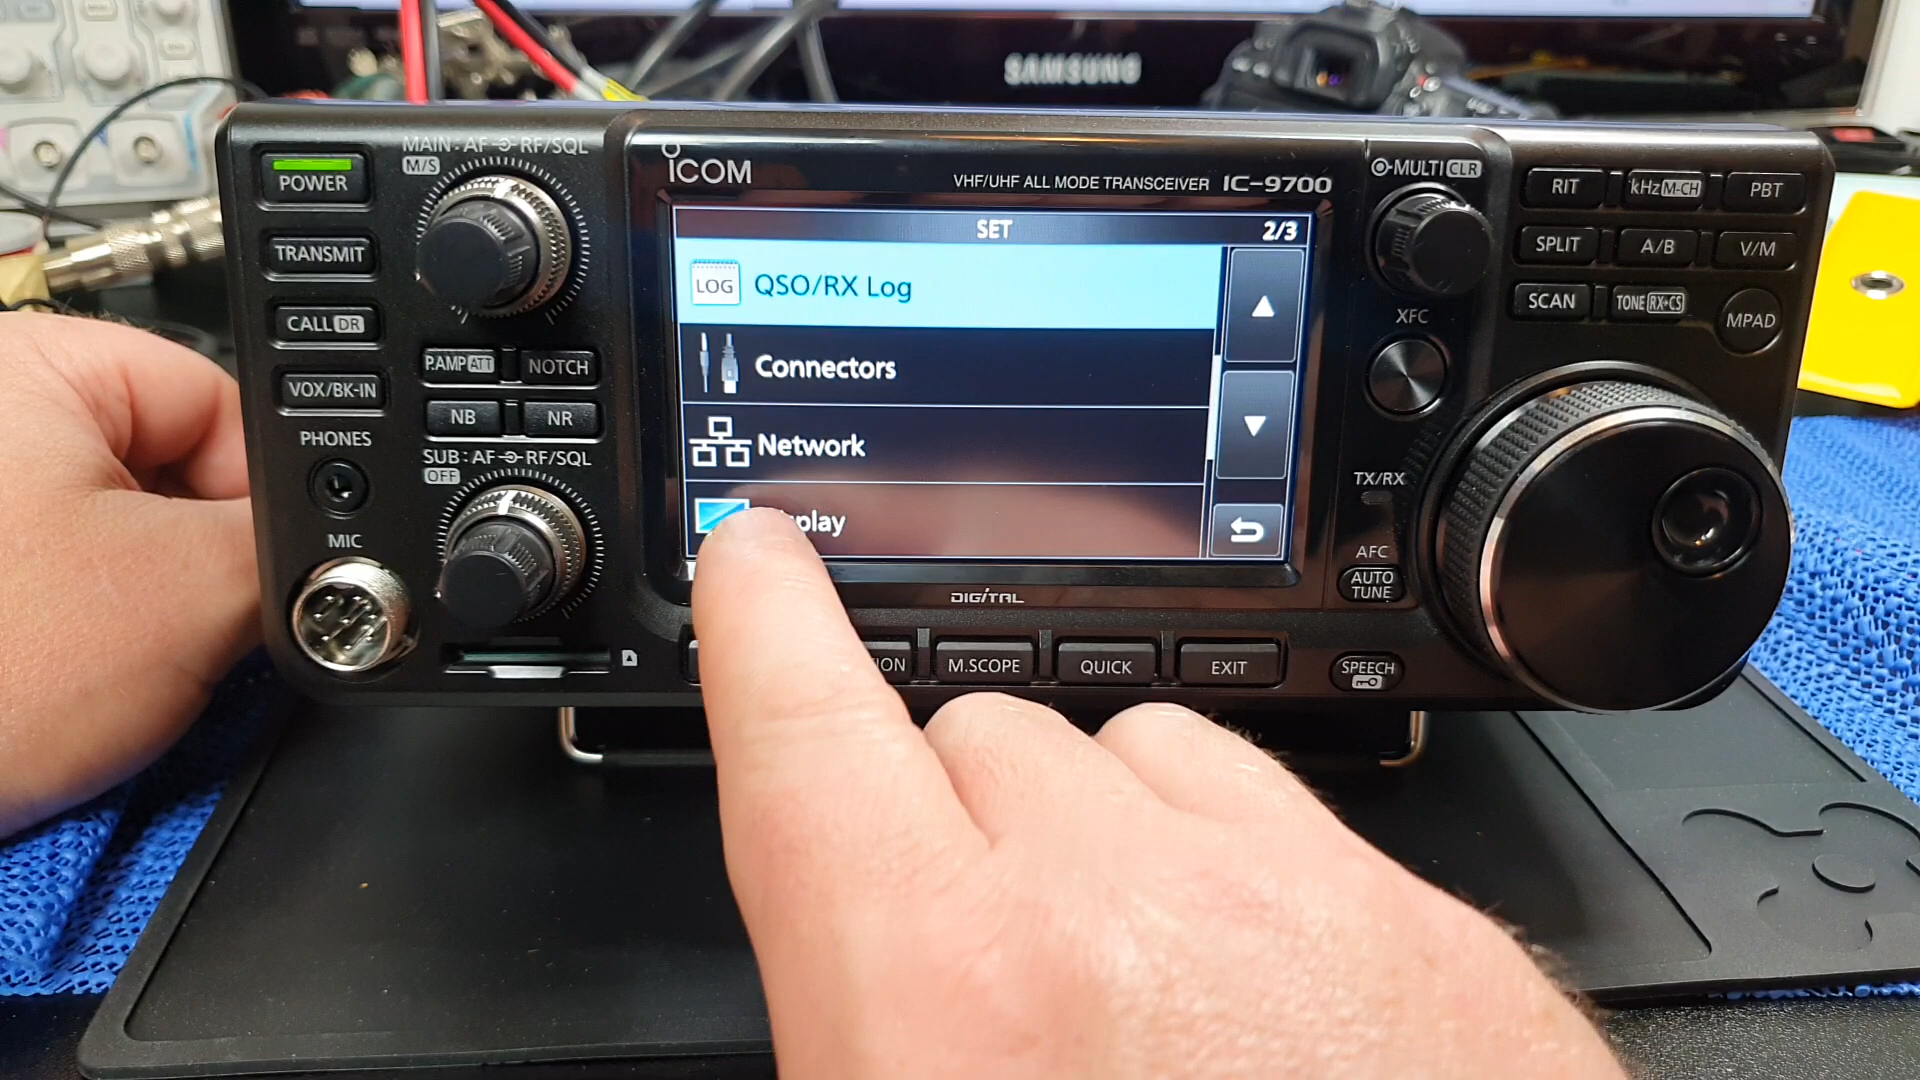 SAMSUNG
MAIN : AF RF/SQL
M/S
POWER
ICOM
VHF/UHF ALL MODE TRANSCEIVER IC-9700
MULTI CLR
RIT
kHz M-CH
PBT
SET 2/3
LOG QSO/RX Log
Connectors
Network
play
TRANSMIT
CALL DR
VOX/BK-IN
P.AMP ATT
NOTCH
NB
NR
PHONES
SUB : AF RF/SQL
OFF
MIC
SPLIT
A/B
V/M
SCAN
TONE RX→CS
MPAD
XFC
TX/RX
AFC
AUTO TUNE
DIGITAL
ION
M.SCOPE
QUICK
EXIT
SPEECH